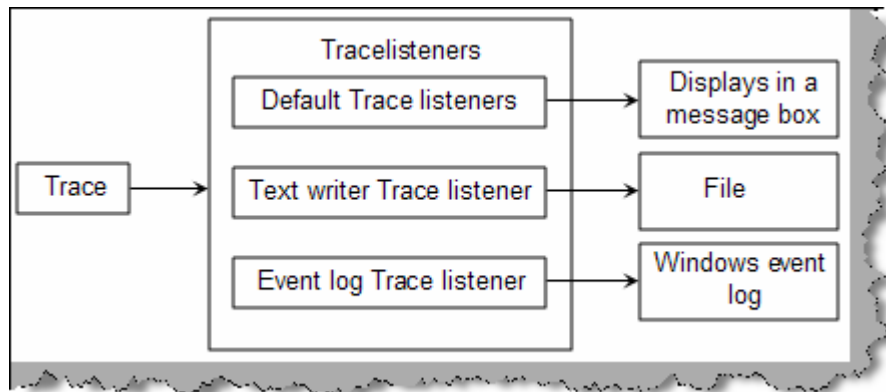 Tracelisteners
Default Trace listeners
Displays in a
message box
Trace
Text writer Trace listener
File
Event log Trace listener
Windows event
log